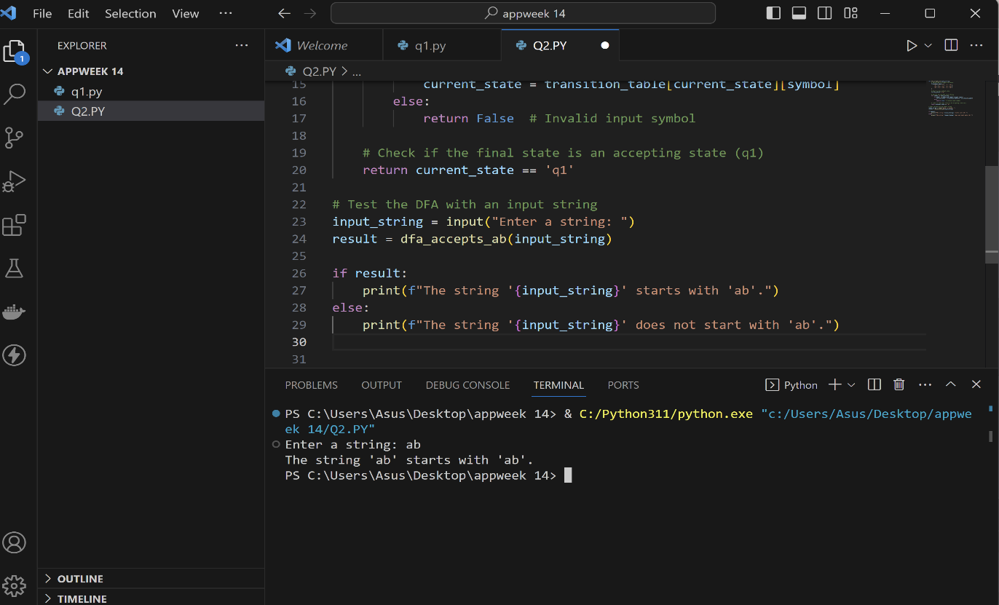 File Edit Selection View ··· appweek 14
EXPLORER ···
1
APPWEEK 14
q1.py
Q2.PY
Welcome q1.py Q2.PY
Q2.PY > ...
15 current_state = transition_table[current_state][symbol]
16 else:
17 return False # Invalid input symbol
18
19 # Check if the final state is an accepting state (q1)
20 return current_state == 'q1'
21
22 # Test the DFA with an input string
23 input_string = input("Enter a string: ")
24 result = dfa_accepts_ab(input_string)
25
26 if result:
27 print(f"The string '{input_string}' starts with 'ab'.")
28 else:
29 print(f"The string '{input_string}' does not start with 'ab'.")
30
31
PROBLEMS OUTPUT DEBUG CONSOLE TERMINAL PORTS Python
PS C:\Users\Asus\Desktop\appweek 14> & C:/Python311/python.exe "c:/Users/Asus/Desktop/appwe
ek 14/Q2.PY"
Enter a string: ab
The string 'ab' starts with 'ab'.
PS C:\Users\Asus\Desktop\appweek 14>
OUTLINE
TIMELINE